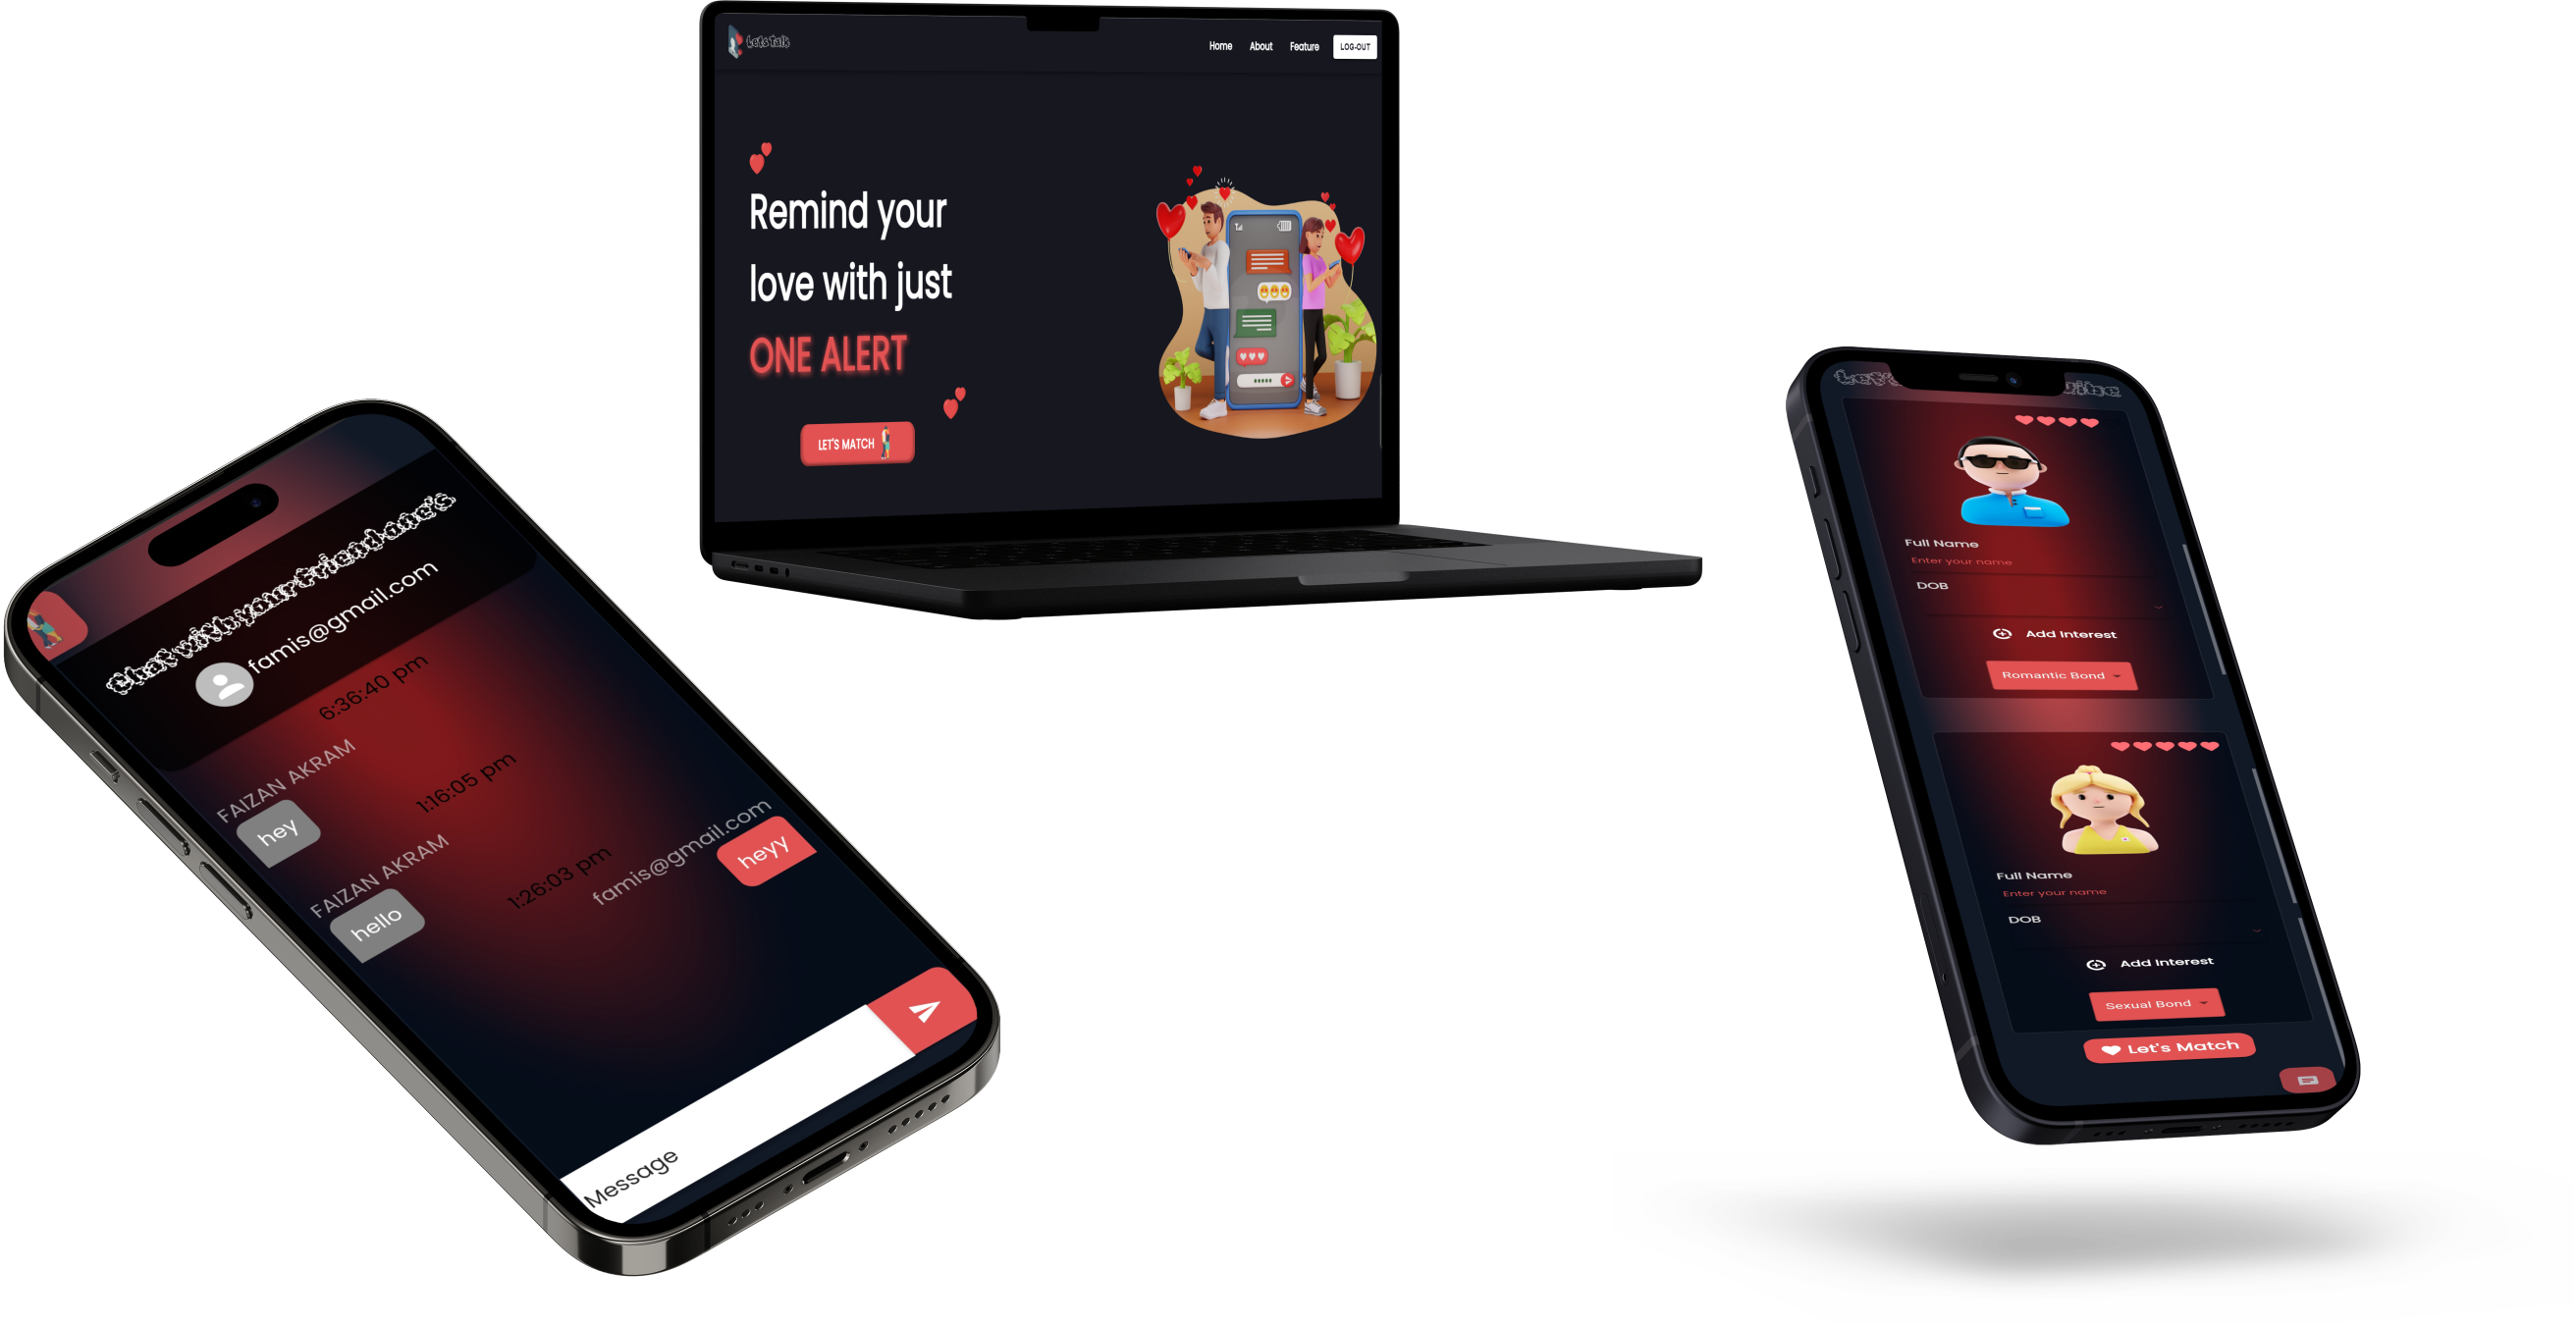 Let's Talk
Home
About
Feature
LOG-OUT
Remind your
love with just
ONE ALERT
LET'S MATCH
Chat with your friend and one's
famis@gmail.com
6:36:40 pm
FAIZAN AKRAM
hey
1:16:05 pm
FAIZAN AKRAM
hello
1:26:03 pm
famis@gmail.com
heyy
Message
Full Name
Enter your name
DOB
Add Interest
Romantic Bond
Full Name
Enter your name
DOB
Add Interest
Sexual Bond
Let's Match